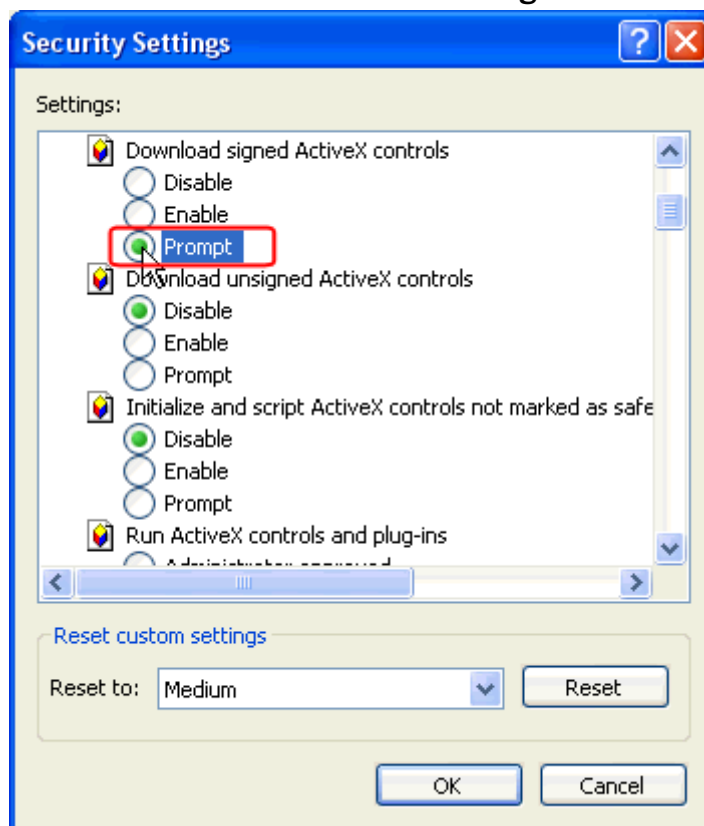 Security Settings
Settings:
Download signed ActiveX controls
Disable
Enable
Prompt
Download unsigned ActiveX controls
Disable
Enable
Prompt
Initialize and script ActiveX controls not marked as safe
Disable
Enable
Prompt
Run ActiveX controls and plug-ins
Administrator approved
Reset custom settings
Reset to: Medium Reset
OK Cancel